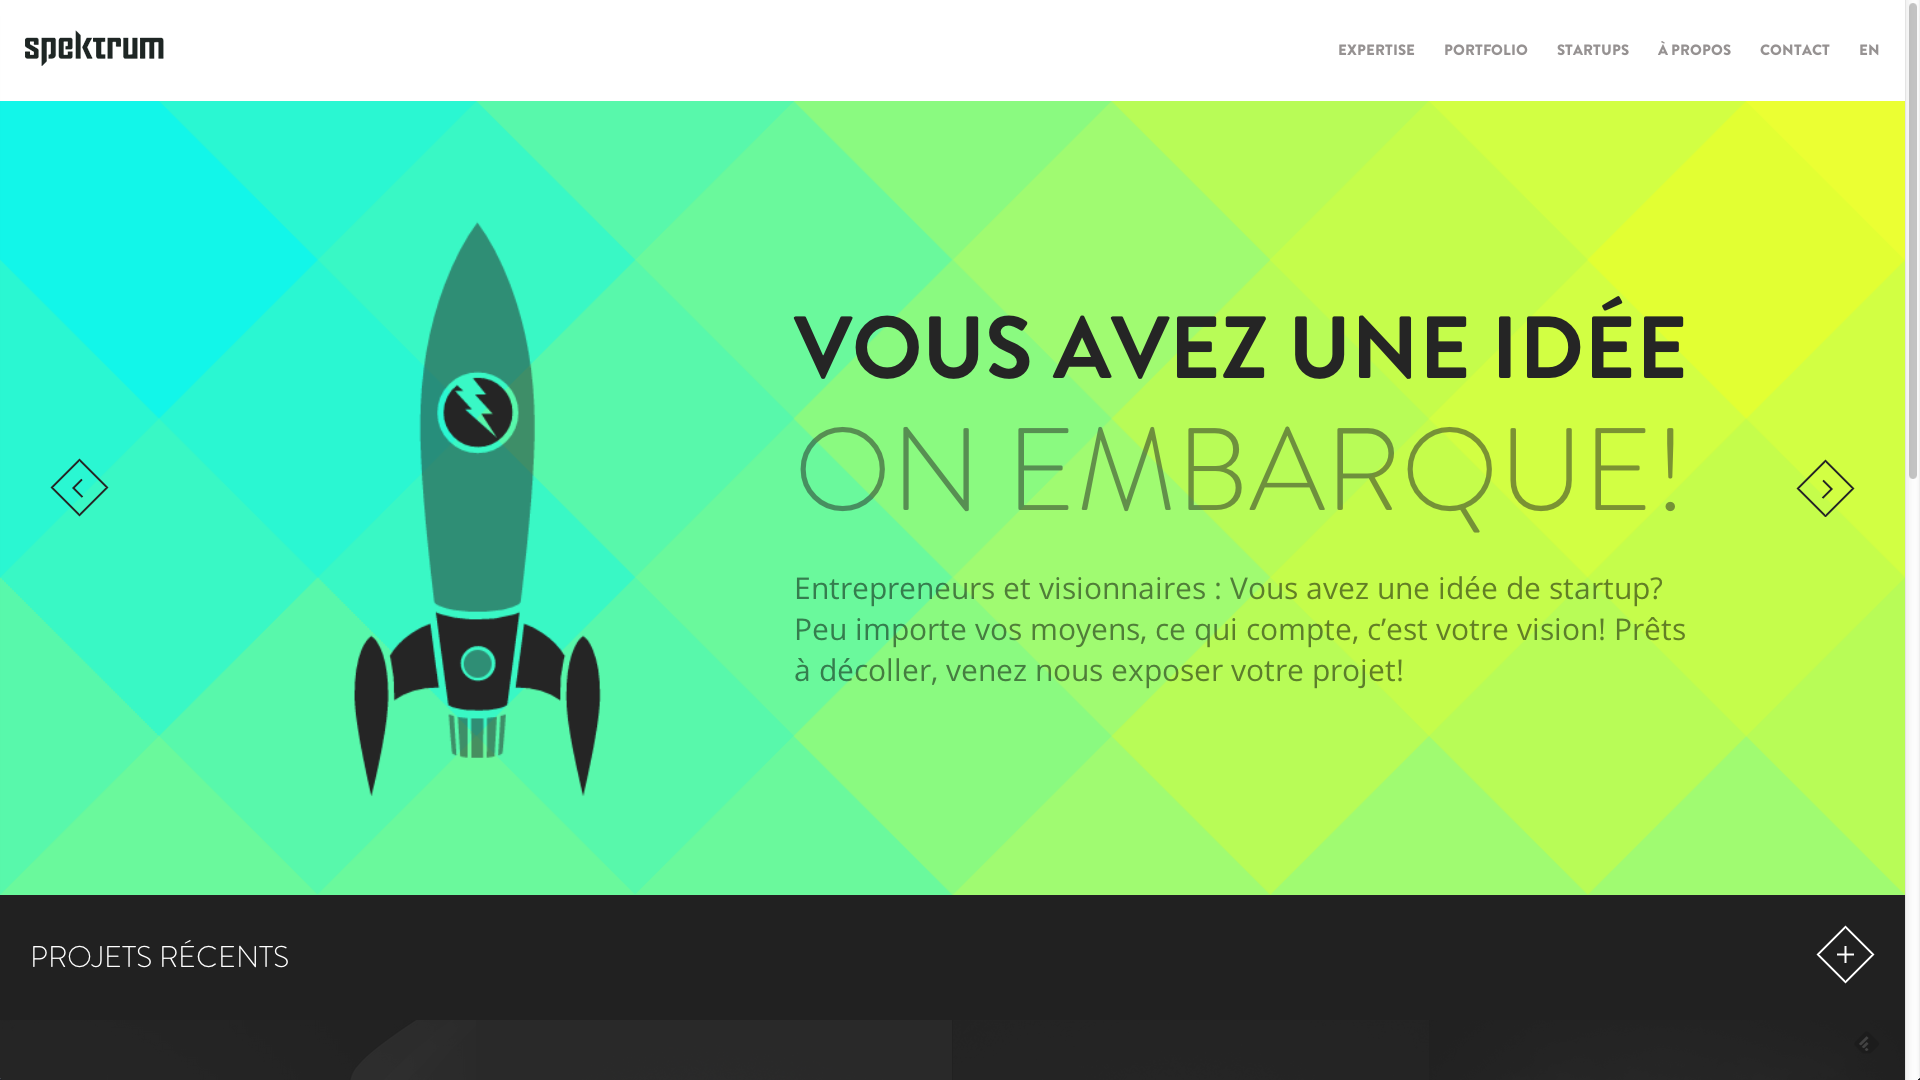 spektrum
EXPERTISE PORTFOLIO STARTUPS À PROPOS CONTACT EN
VOUS AVEZ UNE IDÉE
ON EMBARQUE!
Entrepreneurs et visionnaires : Vous avez une idée de startup?
Peu importe vos moyens, ce qui compte, c’est votre vision! Prêts
à décoller, venez nous exposer votre projet!
PROJETS RÉCENTS